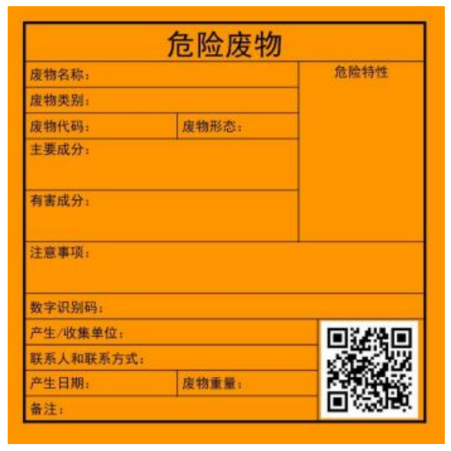 危险废物
废物名称：
危险特性
废物类别：
废物代码：
废物形态：
主要成分：
有害成分：
注意事项：
数字识别码：
产生/收集单位：
联系人和联系方式：
产生日期：
废物重量：
备注：